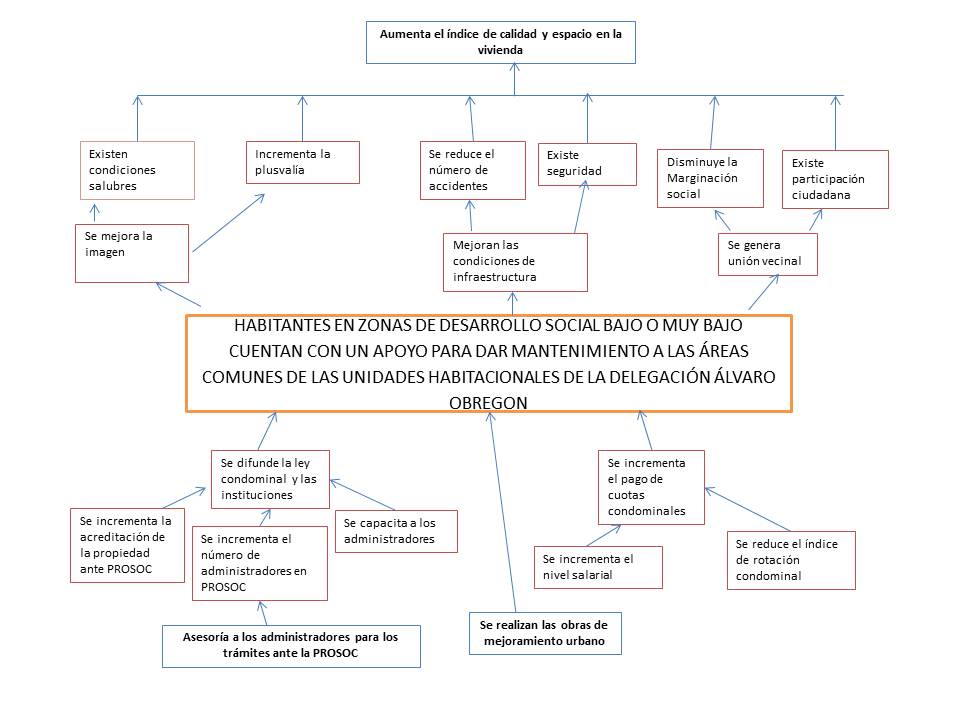 Aumenta el índice de calidad y espacio en la
vivienda
Existen
condiciones
salubres
Incrementa la
plusvalía
Se reduce el
número de
accidentes
Existe
seguridad
Disminuye la
Marginación
social
Existe
participación
ciudadana
Se mejora la
imagen
Mejoran las
condiciones de
infraestructura
Se genera
unión vecinal
HABITANTES EN ZONAS DE DESARROLLO SOCIAL BAJO O MUY BAJO
CUENTAN CON UN APOYO PARA DAR MANTENIMIENTO A LAS ÁREAS
COMUNES DE LAS UNIDADES HABITACIONALES DE LA DELEGACIÓN ÁLVARO
OBREGON
Se difunde la ley
condominal y las
instituciones
Se incrementa
el pago de
cuotas
condominales
Se incrementa la
acreditación de
la propiedad
ante PROSOC
Se incrementa el
número de
administradores en
PROSOC
Se capacita a los
administradores
Se incrementa el
nivel salarial
Se reduce el índice
de rotación
condominal
Asesoría a los administradores para los
trámites ante la PROSOC
Se realizan las obras de
mejoramiento urbano